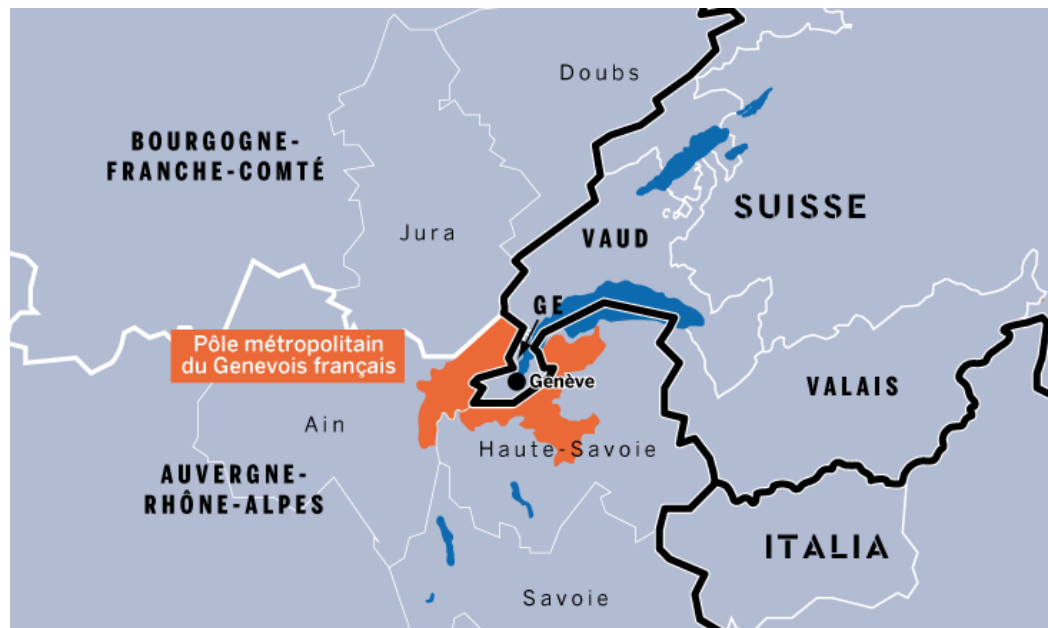 Doubs
BOURGOGNE-
FRANCHE-COMTÉ
SUISSE
Jura
VAUD
GE
Pôle métropolitain
du Genevois français
Genève
VALAIS
Ain
Haute-Savoie
AUVERGNE-
RHÔNE-ALPES
ITALIA
Savoie